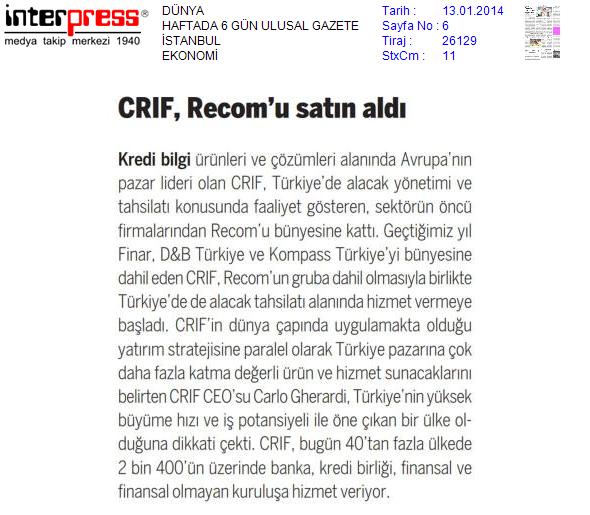 interpress
medya takip merkezi 1940
DÜNYA
HAFTADA 6 GÜN ULUSAL GAZETE
İSTANBUL
EKONOMİ
Tarih : 13.01.2014
Sayfa No : 6
Tiraj : 26129
StxCm : 11
CRIF, Recom'u satın aldı
Kredi bilgi ürünleri ve çözümleri alanında Avrupa'nın
pazar lideri olan CRIF, Türkiye'de alacak yönetimi ve
tahsilatı konusunda faaliyet gösteren, sektörün öncü
firmalarından Recom'u bünyesine kattı. Geçtiğimiz yıl
Finar, D&B Türkiye ve Kompass Türkiye'yi bünyesine
dahil eden CRIF, Recom'un gruba dahil olmasıyla birlikte
Türkiye'de de alacak tahsilatı alanında hizmet vermeye
başladı. CRIF'in dünya çapında uygulamakta olduğu
yatırım stratejisine paralel olarak Türkiye pazarına çok
daha fazla katma değerli ürün ve hizmet sunacaklarını
belirten CRIF CEO'su Carlo Gherardi, Türkiye'nin yüksek
büyüme hızı ve iş potansiyeli ile öne çıkan bir ülke ol-
duğuna dikkati çekti. CRIF, bugün 40'tan fazla ülkede
2 bin 400'ün üzerinde banka, kredi birliği, finansal ve
finansal olmayan kuruluşa hizmet veriyor.